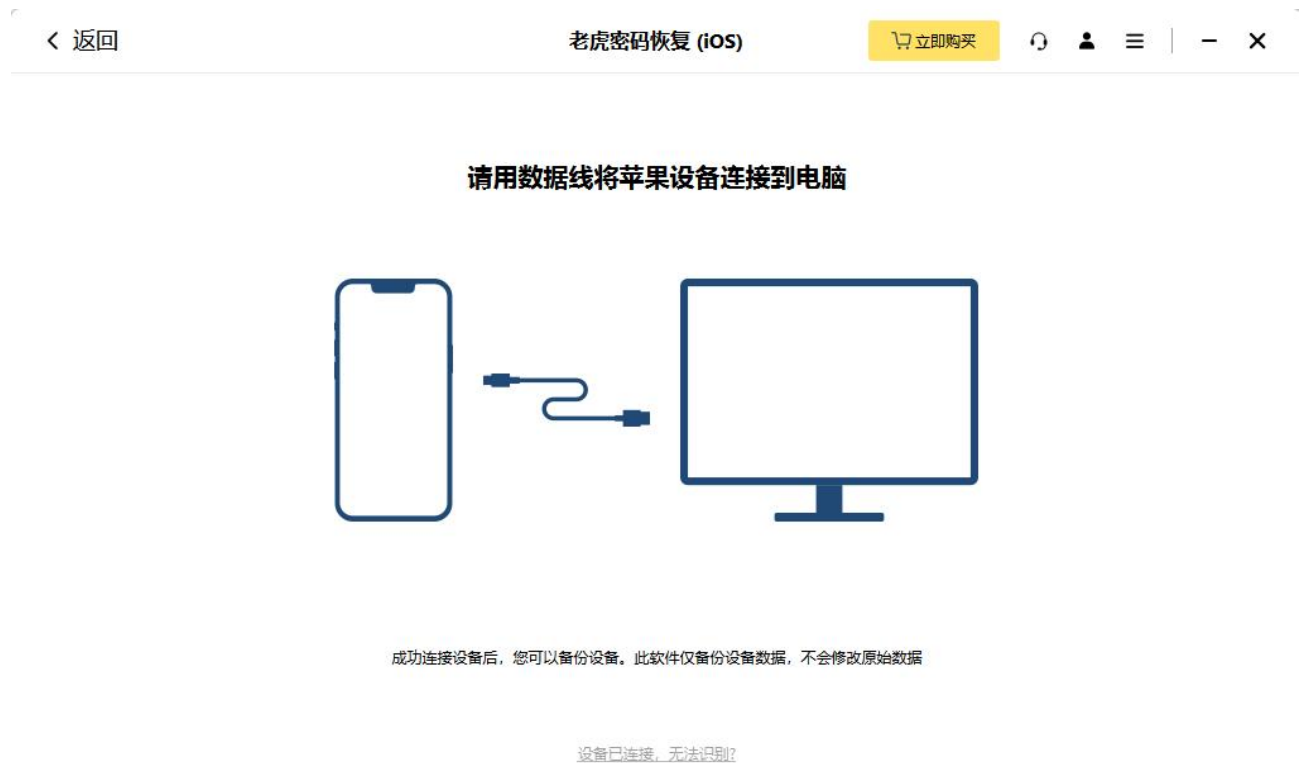 返回
老虎密码恢复 (iOS)
立即购买
请用数据线将苹果设备连接到电脑
成功连接设备后，您可以备份设备。此软件仅备份设备数据，不会修改原始数据
设备已连接，无法识别?